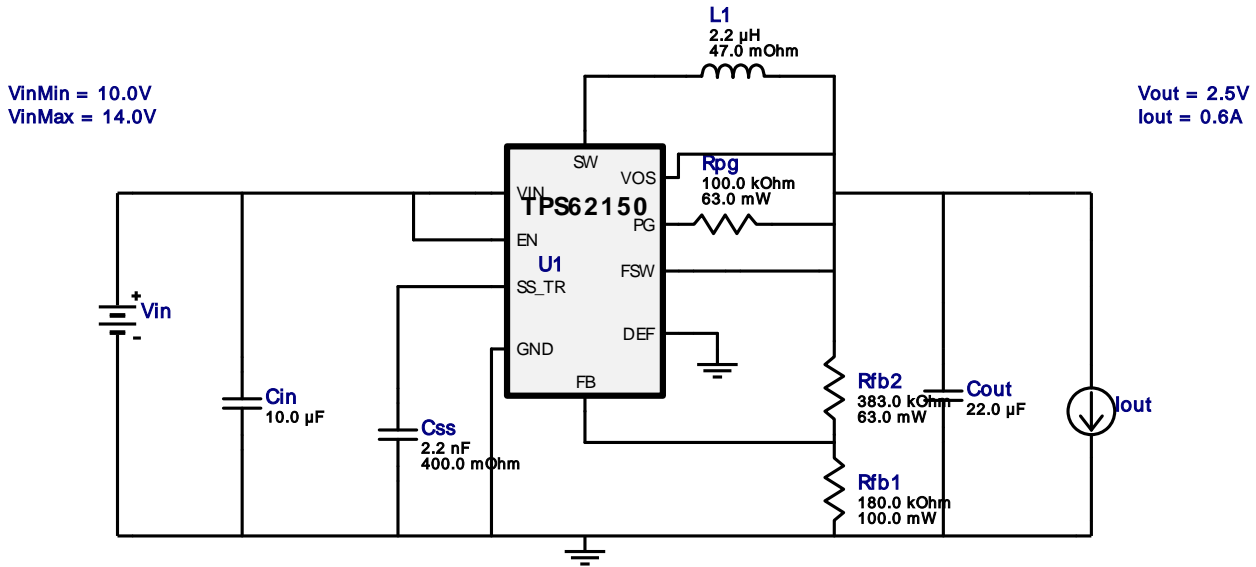 L1
2.2 µH
47.0 mOhm
VinMin = 10.0V
VinMax = 14.0V
Vout = 2.5V
Iout = 0.6A
SW
VOS
Rpg
100.0 kOhm
63.0 mW
VIN
TPS62150
PG
EN
U1
FSW
SS_TR
+
Vin
-
DEF
GND
FB
Cin
10.0 µF
Css
2.2 nF
400.0 mOhm
Rfb2
383.0 kOhm
63.0 mW
Cout
22.0 µF
Iout
Rfb1
180.0 kOhm
100.0 mW